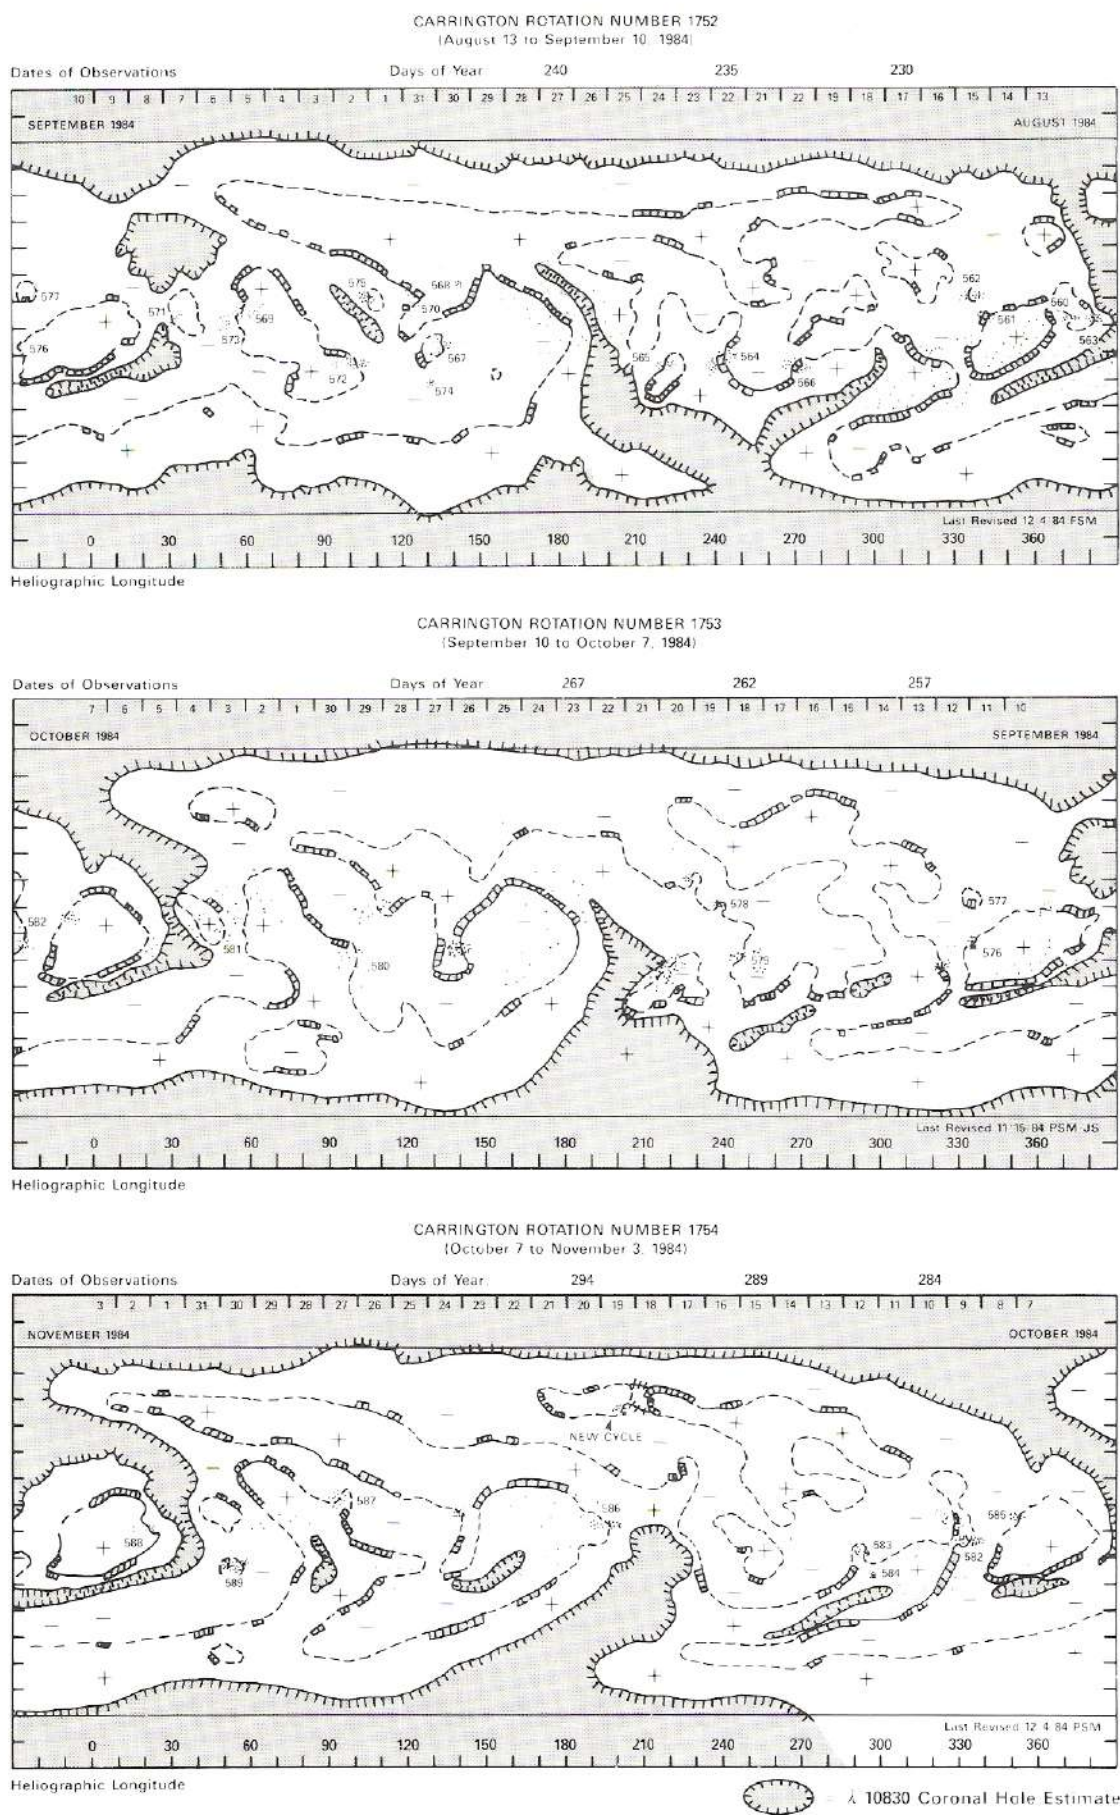 CARRINGTON ROTATION NUMBER 1752
(August 13 to September 10, 1984)
Dates of Observations Days of Year 240 235 230
10 9 8 7 6 5 4 3 2 1 31 30 29 28 27 26 25 24 23 22 21 22 19 18 17 16 15 14 13
SEPTEMBER 1984 AUGUST 1984
577 575 568 562 560
571 570 561
569
576 573 567 565 564 563
572 574 566
Last Revised 12 4 84 FSM
0 30 60 90 120 150 180 210 240 270 300 330 360
Heliographic Longitude
CARRINGTON ROTATION NUMBER 1753
(September 10 to October 7, 1984)
Dates of Observations Days of Year 267 262 257
7 6 5 4 3 2 1 30 29 28 27 26 25 24 23 22 21 20 19 18 17 16 15 14 13 12 11 10
OCTOBER 1984 SEPTEMBER 1984
582 578 577
581 580 579 576
Last Revised 11 15 84 PSM JS
0 30 60 90 120 150 180 210 240 270 300 330 360
Heliographic Longitude
CARRINGTON ROTATION NUMBER 1754
(October 7 to November 3, 1984)
Dates of Observations Days of Year: 294 289 284
3 2 1 31 30 29 28 27 26 25 24 23 22 21 20 19 18 17 16 15 14 13 12 11 10 9 8 7
NOVEMBER 1984 OCTOBER 1984
NEW CYCLE
587 586 585
588 583 582
589 584
Last Revised 12 4 84 PSM
0 30 60 90 120 150 180 210 240 270 300 330 360
Heliographic Longitude
= λ 10830 Coronal Hole Estimate